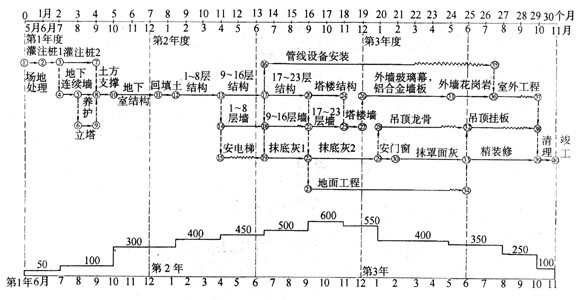 0 1月 2 3 4 5 6 7 8 9 10 11 12 13 14 15 16 17 18 19 20 21 22 23 24 25 26 27 28 29 30 个月
5月6月 7 8 9 10 11 12 1 2 3 4 5 6 7 8 9 10 11 12 1 2 3 4 5 6 7 8 9 10 11月
第1年度 第2年度 第3年度
管线设备安装
灌注桩1 灌注桩2
场地处理
地下连续墙
土方支撑
养护
立塔
地下室结构
回填土
1~8层结构
9~16层结构
17~23层结构
塔楼结构
外墙玻璃幕,铝合金墙板
外墙花岗岩
室外工程
1~8层墙
9~16层墙
17~23层墙
塔楼墙
吊顶龙骨
吊顶挂板
安电梯
抹底灰1
抹底灰2
安门窗
抹罩面灰
精装修
清理
竣工
地面工程
50 100 300 400 450 500 600 550 400 350 250 100
第2年 第3年
第1年6月 7 8 9 10 11 12 1 2 3 4 5 6 7 8 9 10 11 12 1 2 3 4 5 6 7 8 9 10 11